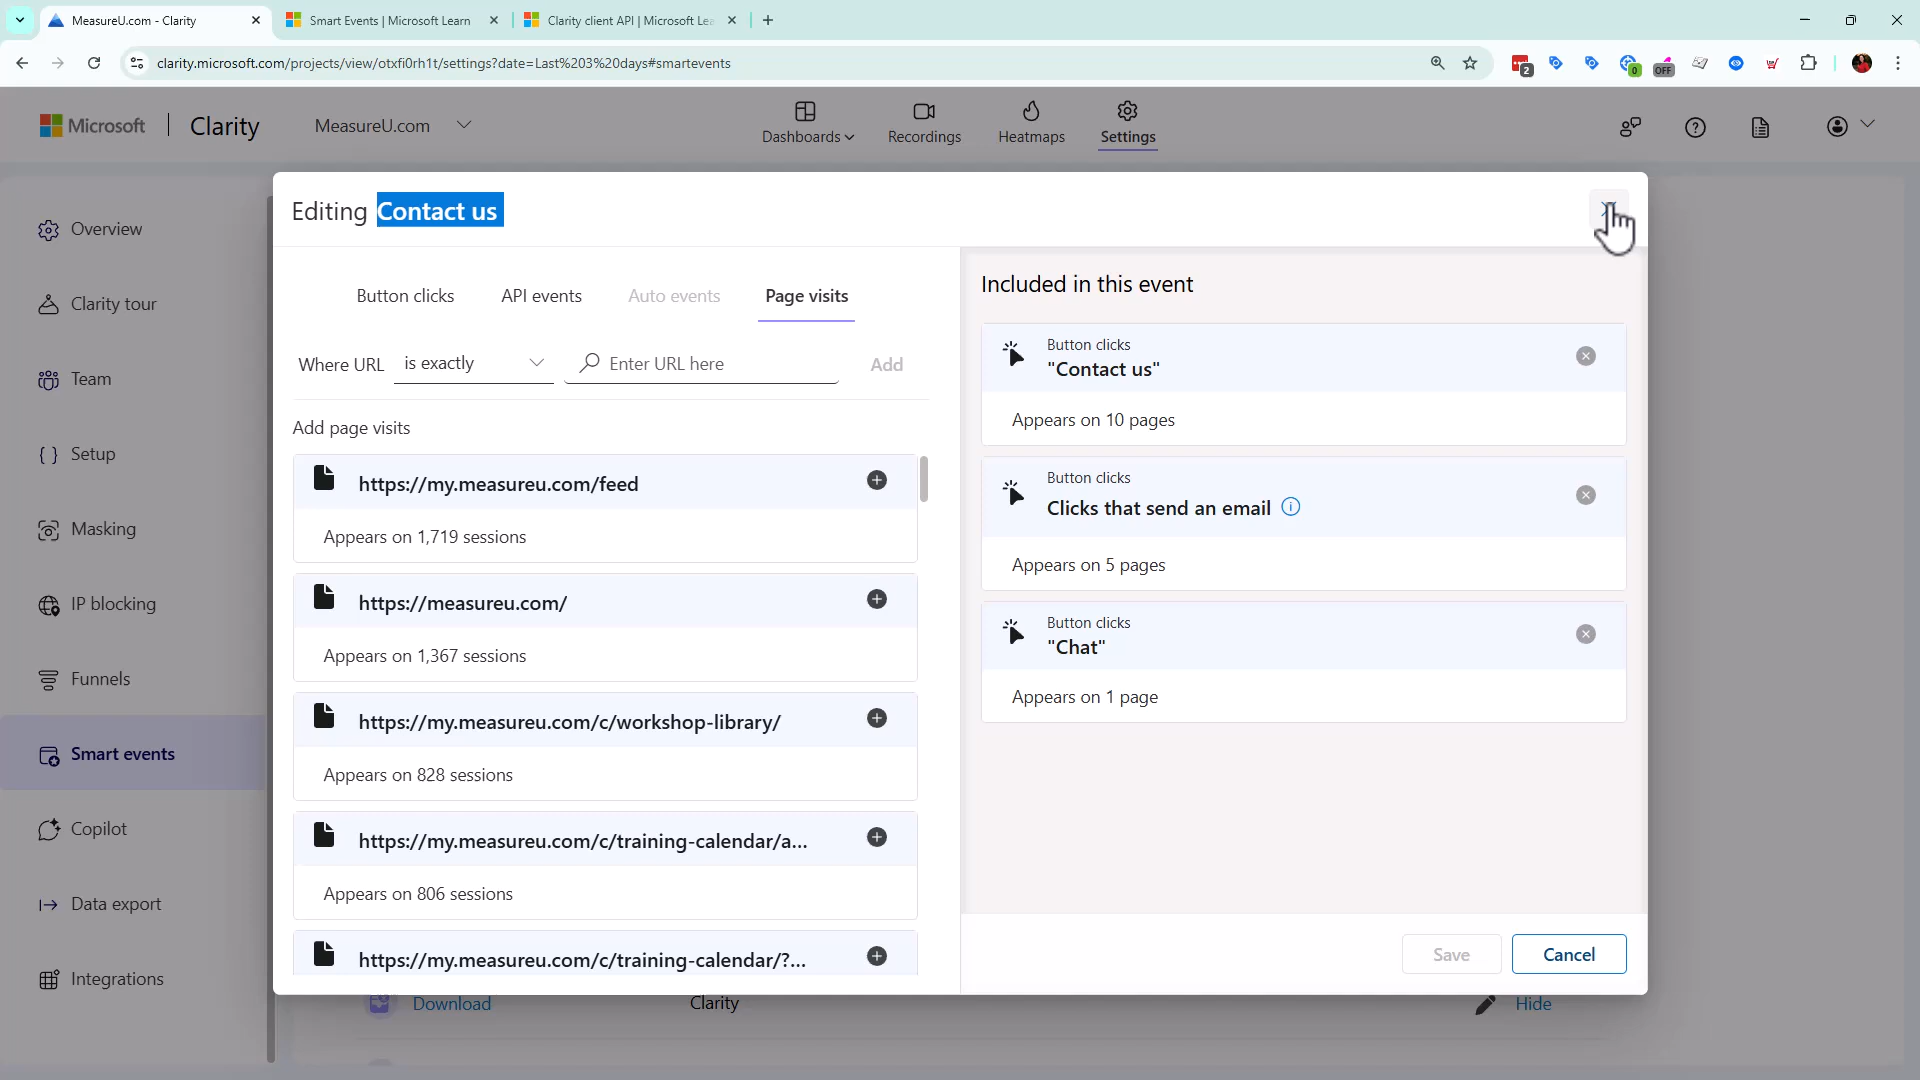 MeasureU.com - Clarity
Smart Events | Microsoft Learn
Clarity client API | Microsoft Lea
clarity.microsoft.com/projects/view/otxfi0rh1t/settings?date=Last%203%20days#smartevents
2
0
OFF
Microsoft | Clarity
MeasureU.com
Dashboards
Recordings
Heatmaps
Settings
Overview
Clarity tour
Team
Setup
Masking
IP blocking
Funnels
Smart events
Copilot
Data export
Integrations
Editing Contact us
Button clicks
API events
Auto events
Page visits
Where URL
is exactly
Enter URL here
Add
Add page visits
https://my.measureu.com/feed
Appears on 1,719 sessions
https://measureu.com/
Appears on 1,367 sessions
https://my.measureu.com/c/workshop-library/
Appears on 828 sessions
https://my.measureu.com/c/training-calendar/a...
Appears on 806 sessions
https://my.measureu.com/c/training-calendar/?...
Included in this event
Button clicks
"Contact us"
Appears on 10 pages
Button clicks
Clicks that send an email
Appears on 5 pages
Button clicks
"Chat"
Appears on 1 page
Save
Cancel
Download
Clarity
Hide